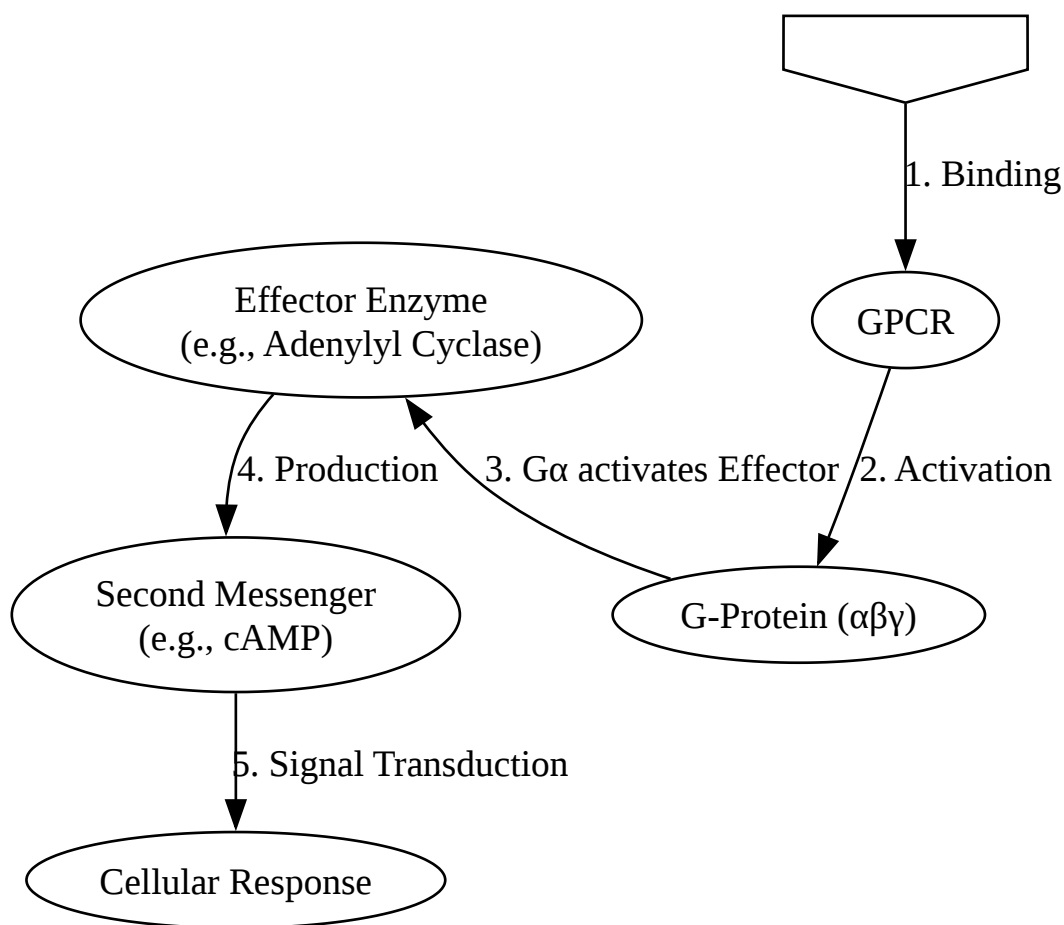 1. Binding
GPCR
2. Activation
G-Protein (αβγ)
3. Gα activates Effector
Effector Enzyme
(e.g., Adenylyl Cyclase)
4. Production
Second Messenger
(e.g., cAMP)
5. Signal Transduction
Cellular Response